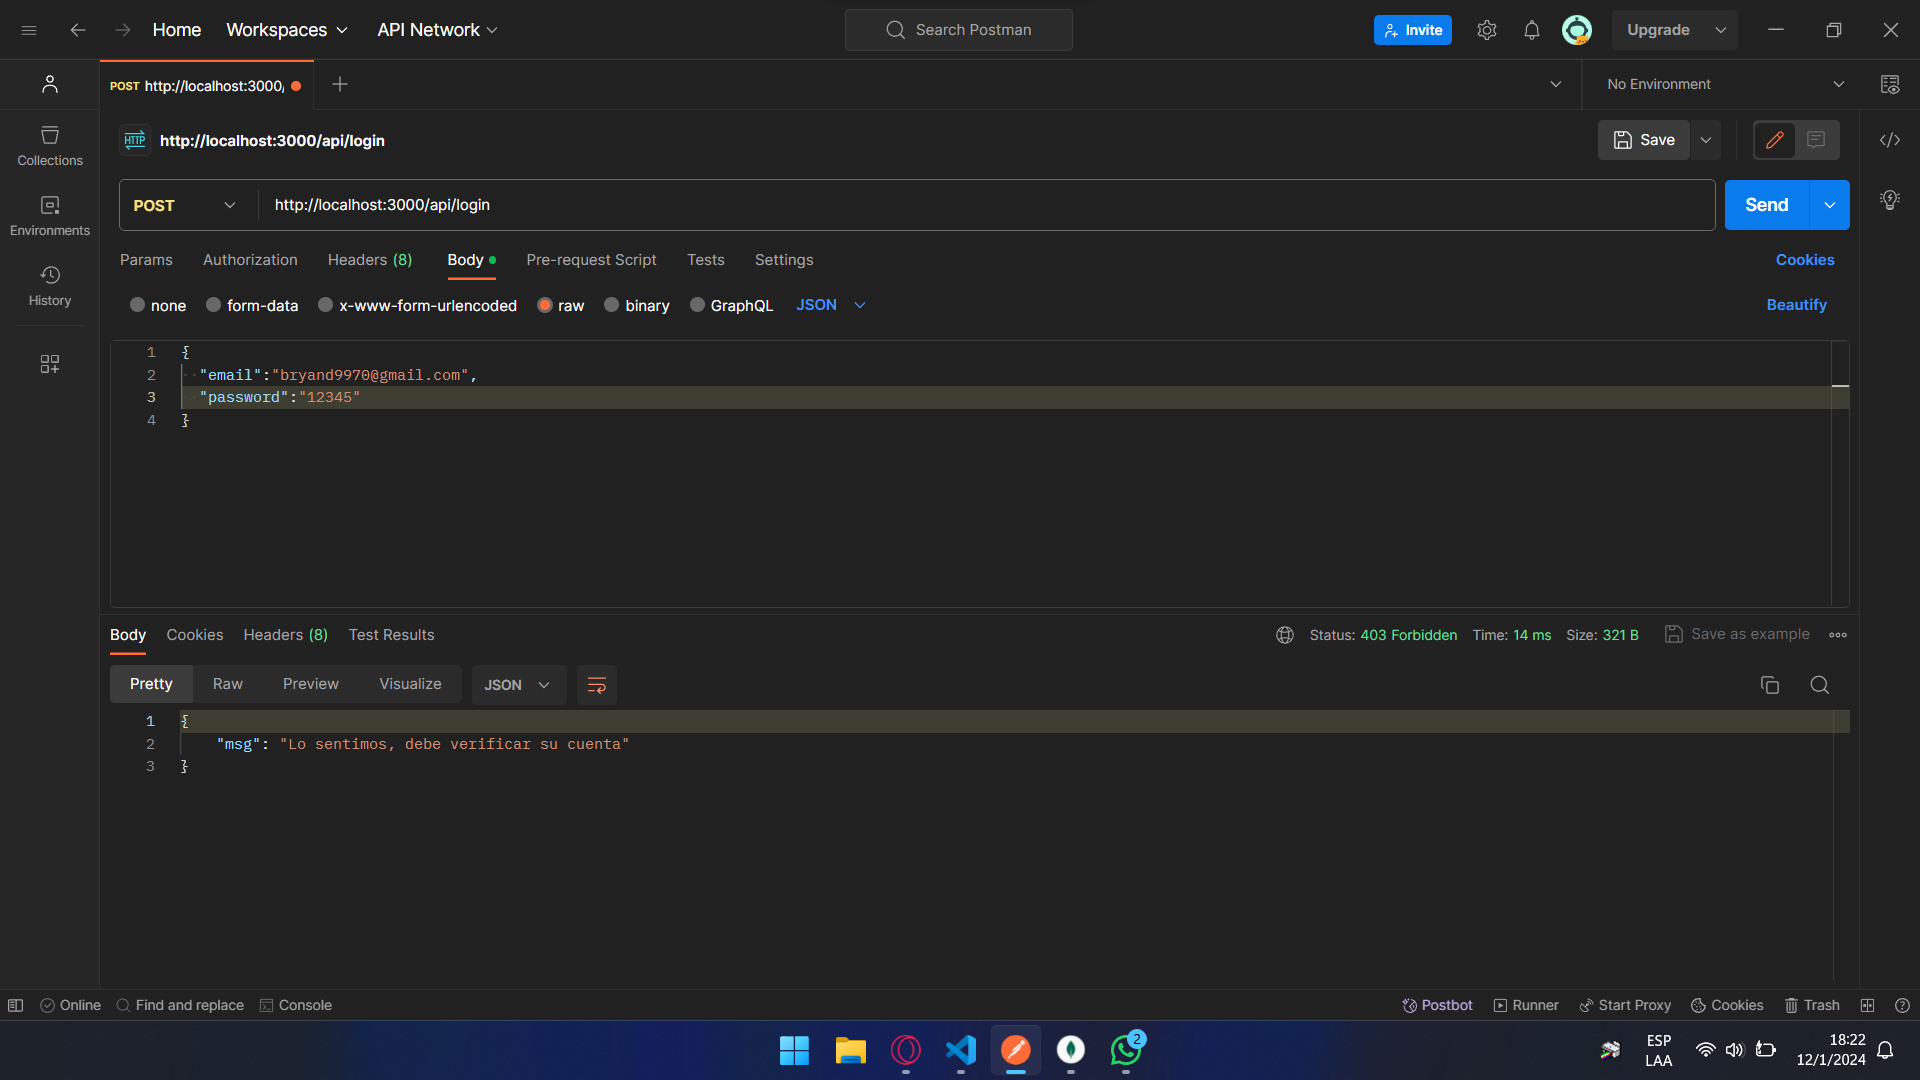 Home Workspaces API Network Search Postman Invite Upgrade
POST http://localhost:3000/ No Environment
HTTP http://localhost:3000/api/login Save
Collections
POST http://localhost:3000/api/login Send
Environments
Params Authorization Headers (8) Body Pre-request Script Tests Settings Cookies
History
none form-data x-www-form-urlencoded raw binary GraphQL JSON Beautify
1 {
2 "email":"bryand9970@gmail.com",
3 "password":"12345"
4 }
Body Cookies Headers (8) Test Results Status: 403 Forbidden Time: 14 ms Size: 321 B Save as example
Pretty Raw Preview Visualize JSON
1 {
2 "msg": "Lo sentimos, debe verificar su cuenta"
3 }
Online Find and replace Console Postbot Runner Start Proxy Cookies Trash
2
ESP 18:22
LAA 12/1/2024